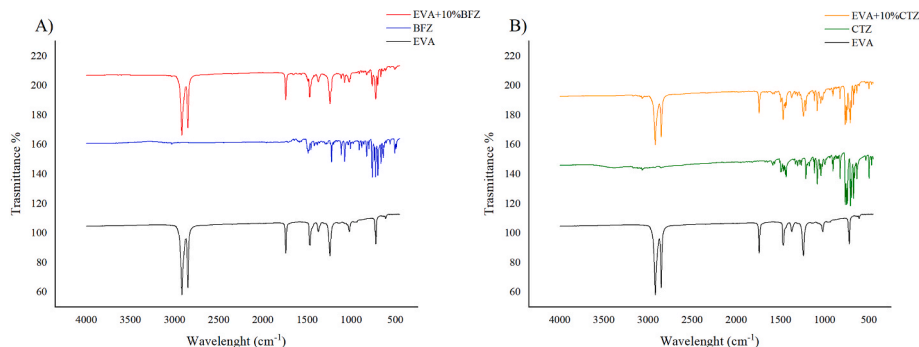 A)
EVA+10%BFZ
BFZ
EVA
Trasmittance %
220
200
180
160
140
120
100
80
60
4000 3500 3000 2500 2000 1500 1000 500
Wavelenght (cm⁻¹)
B)
EVA+10%CTZ
CTZ
EVA
Trasmittance %
220
200
180
160
140
120
100
80
60
4000 3500 3000 2500 2000 1500 1000 500
Wavelenght (cm⁻¹)